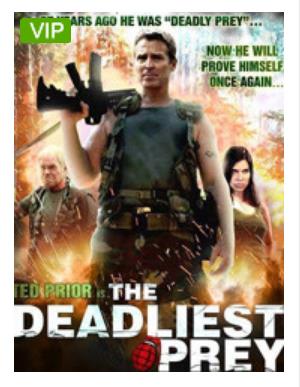 YEARS AGO HE WAS "DEADLY PREY"...
VIP
NOW HE WILL
PROVE HIMSELF
ONCE AGAIN...
TED PRIOR IS THE
DEADLIEST
PREY